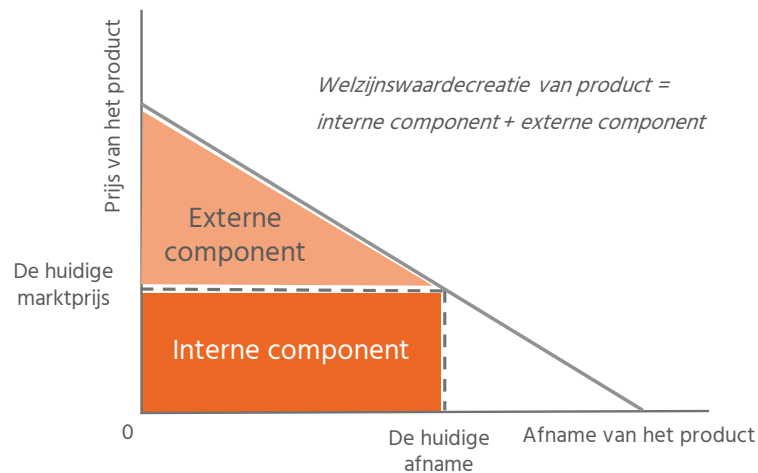 Prijs van het product
Welzijnswaardecreatie van product =
interne component + externe component
Externe
component
De huidige
marktprijs
Interne component
0
De huidige
afname
Afname van het product